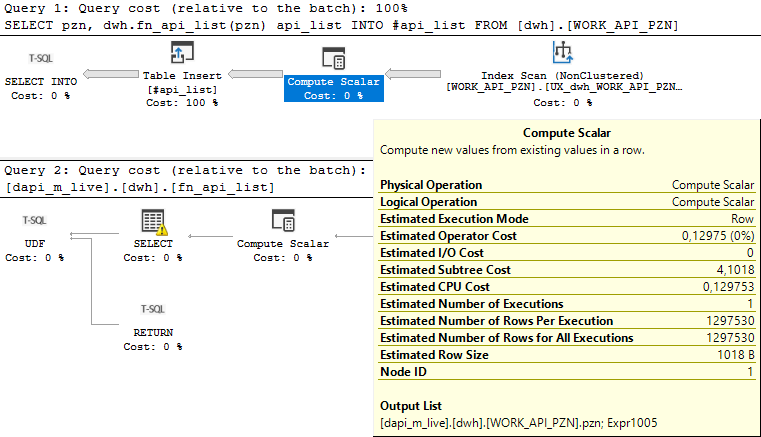 Query 1: Query cost (relative to the batch): 100%
SELECT pzn, dwh.fn_api_list(pzn) api_list INTO #api_list FROM [dwh].[WORK_API_PZN]
T-SQL
SELECT INTO
Cost: 0 %
Table Insert
[#api_list]
Cost: 100 %
Compute Scalar
Cost: 0 %
Index Scan (NonClustered)
[WORK_API_PZN].[UX_dwh_WORK_API_PZN…
Cost: 0 %
Query 2: Query cost (relative to the batch):
[dapi_m_live].[dwh].[fn_api_list]
T-SQL
UDF
Cost: 0 %
SELECT
Cost: 0 %
Compute Scalar
Cost: 0 %
T-SQL
RETURN
Cost: 0 %
Compute Scalar
Compute new values from existing values in a row.
Physical Operation Compute Scalar
Logical Operation Compute Scalar
Estimated Execution Mode Row
Estimated Operator Cost 0,12975 (0%)
Estimated I/O Cost 0
Estimated Subtree Cost 4,1018
Estimated CPU Cost 0,129753
Estimated Number of Executions 1
Estimated Number of Rows Per Execution 1297530
Estimated Number of Rows for All Executions 1297530
Estimated Row Size 1018 B
Node ID 1
Output List
[dapi_m_live].[dwh].[WORK_API_PZN].pzn; Expr1005